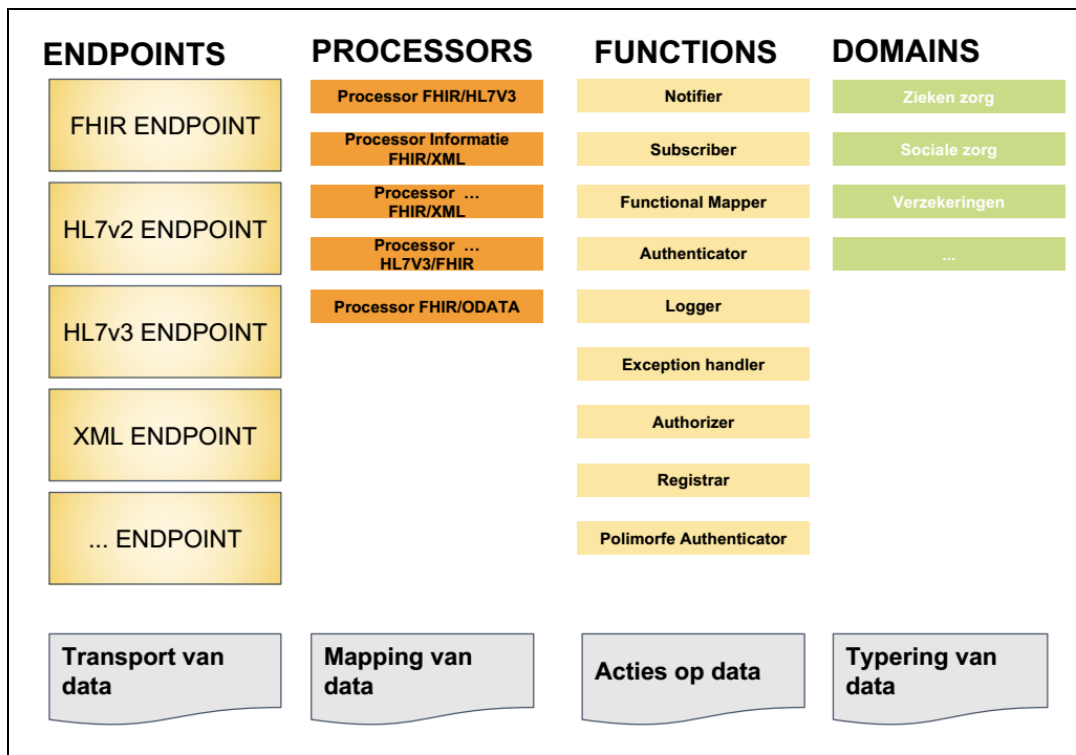 ENDPOINTS
FHIR ENDPOINT
HL7v2 ENDPOINT
HL7v3 ENDPOINT
XML ENDPOINT
... ENDPOINT
Transport van
data
PROCESSORS
Processor FHIR/HL7V3
Processor Informatie
FHIR/XML
Processor ...
FHIR/XML
Processor ...
HL7V3/FHIR
Processor FHIR/ODATA
Mapping van
data
FUNCTIONS
Notifier
Subscriber
Functional Mapper
Authenticator
Logger
Exception handler
Authorizer
Registrar
Polimorfe Authenticator
Acties op data
DOMAINS
Zieken zorg
Sociale zorg
Verzekeringen
...
Typering van
data